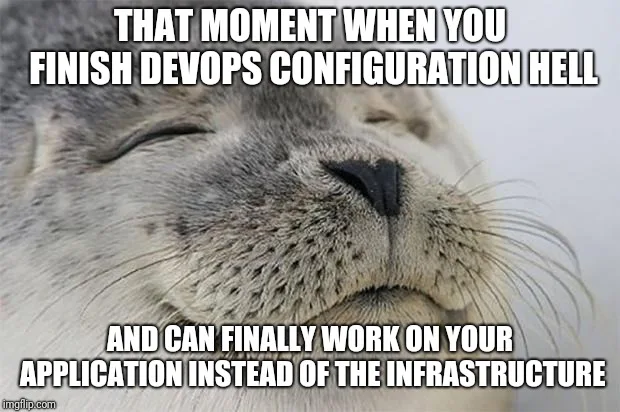 THAT MOMENT WHEN YOU
FINISH DEVOPS CONFIGURATION HELL
AND CAN FINALLY WORK ON YOUR
APPLICATION INSTEAD OF THE INFRASTRUCTURE
imgflip.com